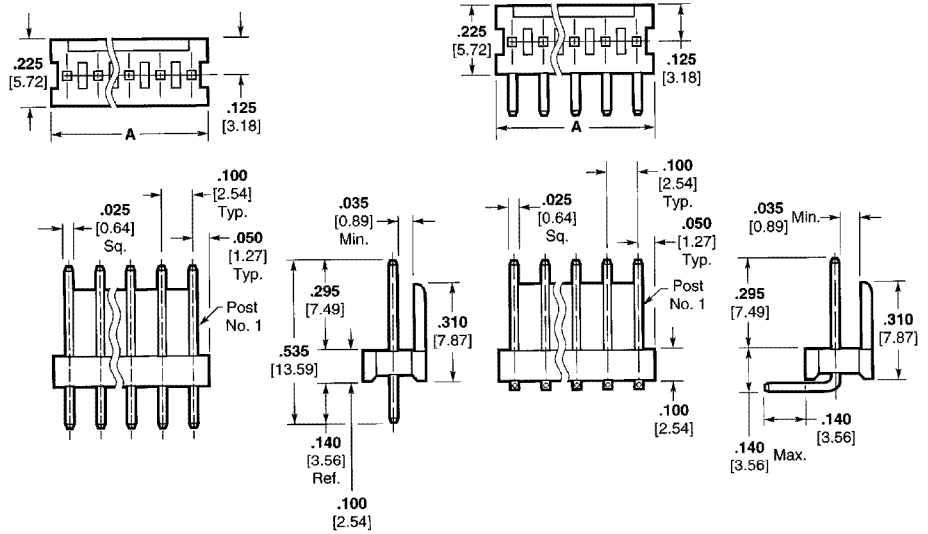 .225
[5.72]
.125
[3.18]
A
.225
[5.72]
.125
[3.18]
A
.100
[2.54]
Typ.
.025
[0.64]
Sq.
.050
[1.27]
Typ.
Post
No. 1
.035
[0.89]
Min.
.295
[7.49]
.535
[13.59]
.310
[7.87]
.140
[3.56]
Ref.
.100
[2.54]
.100
[2.54]
Typ.
.025
[0.64]
Sq.
.050
[1.27]
Typ.
Post
No. 1
.100
[2.54]
.035
[0.89] Min.
.295
[7.49]
.310
[7.87]
.140
[3.56]
.140
[3.56] Max.